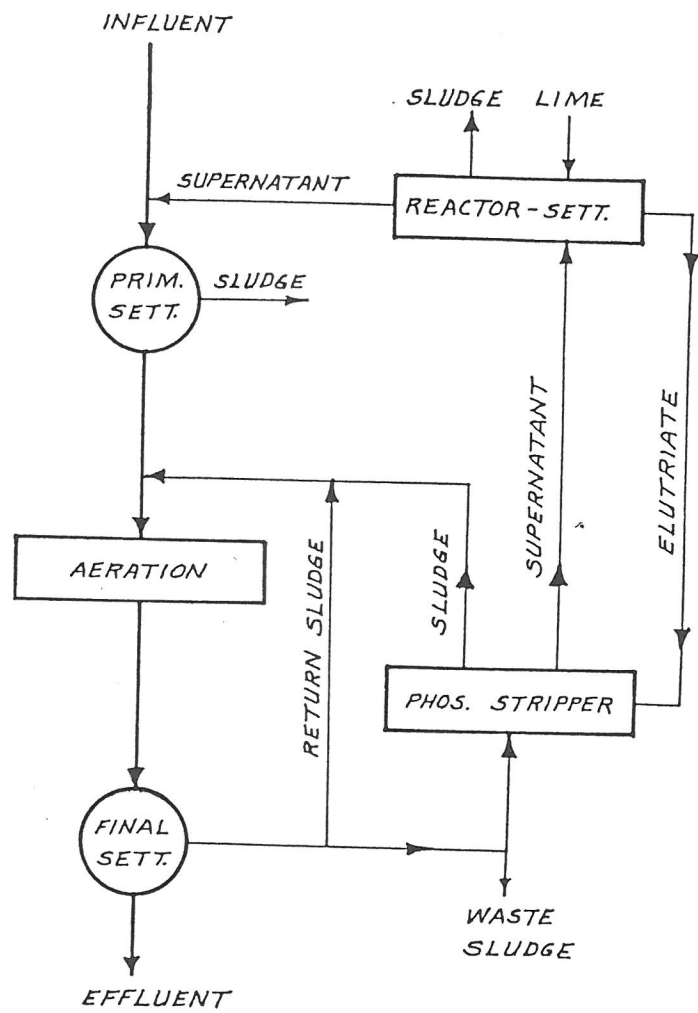 INFLUENT
SLUDGE
LIME
SUPERNATANT
REACTOR-SETT.
PRIM.
SETT.
SLUDGE
SUPERNATANT
ELUTRIATE
AERATION
RETURN SLUDGE
SLUDGE
PHOS. STRIPPER
FINAL
SETT.
WASTE
SLUDGE
EFFLUENT